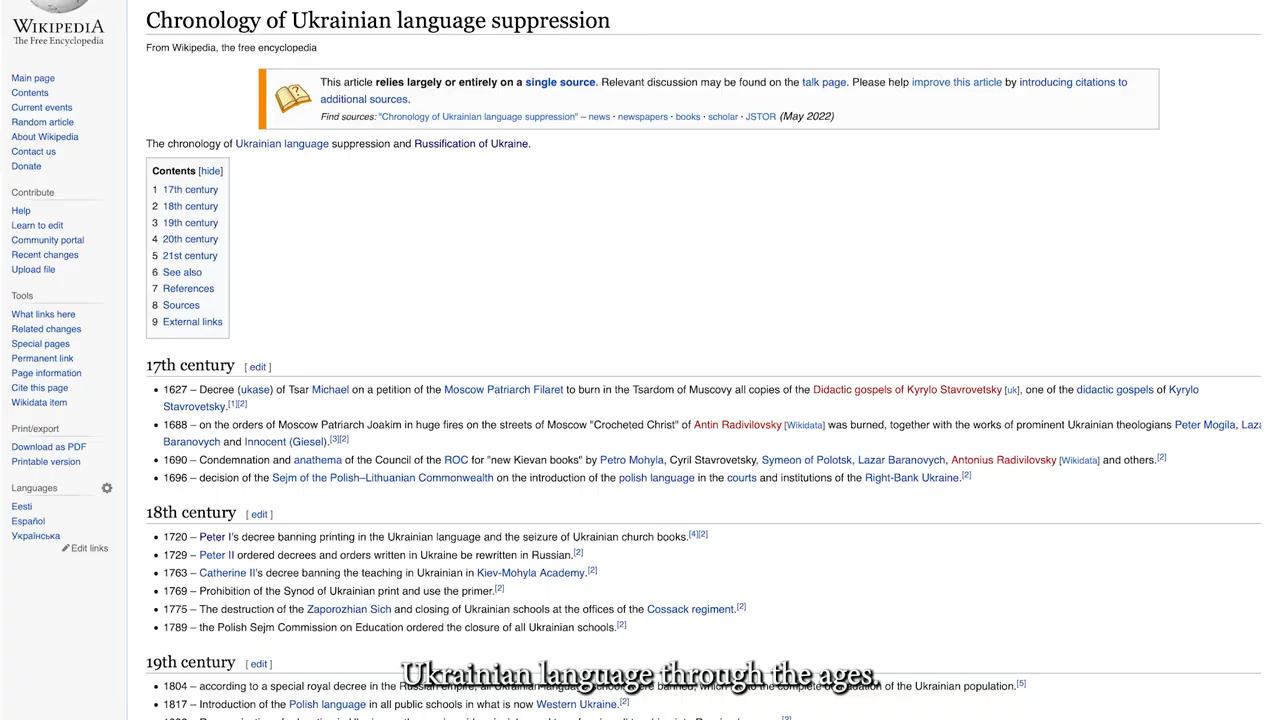 WIKIPEDIA
The Free Encyclopedia
Main page
Contents
Current events
Random article
About Wikipedia
Contact us
Donate
Contribute
Help
Learn to edit
Community portal
Recent changes
Upload file
Tools
What links here
Related changes
Special pages
Permanent link
Page information
Cite this page
Wikidata item
Print/export
Download as PDF
Printable version
Languages
Eesti
Español
Українська
Edit links
Chronology of Ukrainian language suppression
From Wikipedia, the free encyclopedia
This article relies largely or entirely on a single source. Relevant discussion may be found on the talk page. Please help improve this article by introducing citations to
additional sources.
Find sources: "Chronology of Ukrainian language suppression" – news · newspapers · books · scholar · JSTOR (May 2022)
The chronology of Ukrainian language suppression and Russification of Ukraine.
Contents [hide]
1 17th century
2 18th century
3 19th century
4 20th century
5 21st century
6 See also
7 References
8 Sources
9 External links
17th century [ edit ]
• 1627 – Decree (ukase) of Tsar Michael on a petition of the Moscow Patriarch Filaret to burn in the Tsardom of Muscovy all copies of the Didactic gospels of Kyrylo Stavrovetsky [uk], one of the didactic gospels of Kyrylo
Stavrovetsky.[1][2]
• 1688 – on the orders of Moscow Patriarch Joakim in huge fires on the streets of Moscow "Crocheted Christ" of Antin Radivilovsky [Wikidata] was burned, together with the works of prominent Ukrainian theologians Peter Mogila, Laza
Baranovych and Innocent (Giesel).[3][2]
• 1690 – Condemnation and anathema of the Council of the ROC for "new Kievan books" by Petro Mohyla, Cyril Stavrovetsky, Symeon of Polotsk, Lazar Baranovych, Antonius Radivilovsky [Wikidata] and others.[2]
• 1696 – decision of the Sejm of the Polish–Lithuanian Commonwealth on the introduction of the polish language in the courts and institutions of the Right-Bank Ukraine.[2]
18th century [ edit ]
• 1720 – Peter I's decree banning printing in the Ukrainian language and the seizure of Ukrainian church books.[4][2]
• 1729 – Peter II ordered decrees and orders written in Ukraine be rewritten in Russian.[2]
• 1763 – Catherine II's decree banning the teaching in Ukrainian in Kiev-Mohyla Academy.[2]
• 1769 – Prohibition of the Synod of Ukrainian print and use the primer.[2]
• 1775 – The destruction of the Zaporozhian Sich and closing of Ukrainian schools at the offices of the Cossack regiment.[2]
• 1789 – the Polish Sejm Commission on Education ordered the closure of all Ukrainian schools.[2]
19th century [ edit ]
Ukrainian language through the ages.
• 1804 – according to a special royal decree in the Russian empire, all Ukrainian-language schools were banned, which led to the complete degradation of the Ukrainian population.[5]
• 1817 – Introduction of the Polish language in all public schools in what is now Western Ukraine.[2]